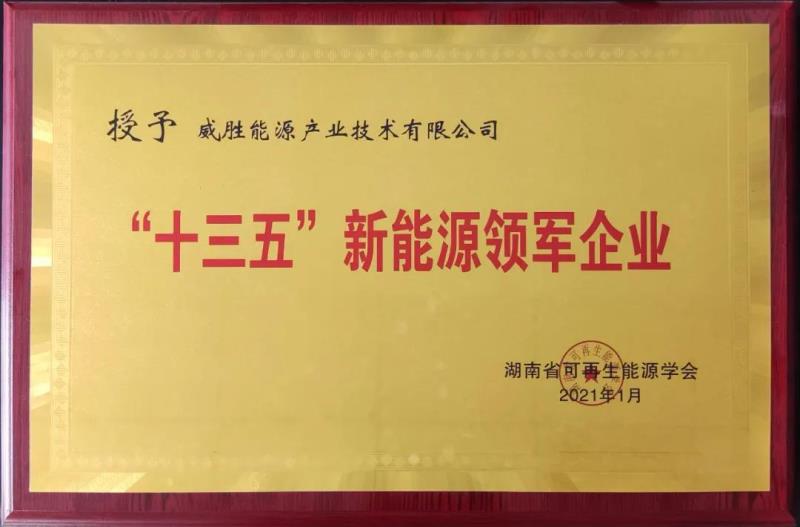 授予 威胜能源产业技术有限公司
“十三五”新能源领军企业
湖南省可再生能源学会
2021年1月